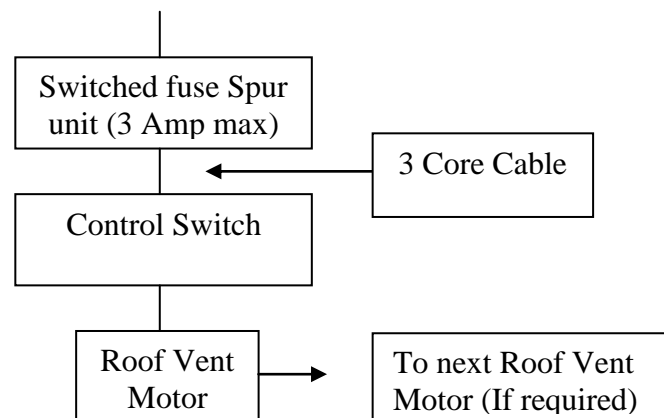 Switched fuse Spur
unit (3 Amp max)
3 Core Cable
Control Switch
Roof Vent
Motor
To next Roof Vent
Motor (If required)